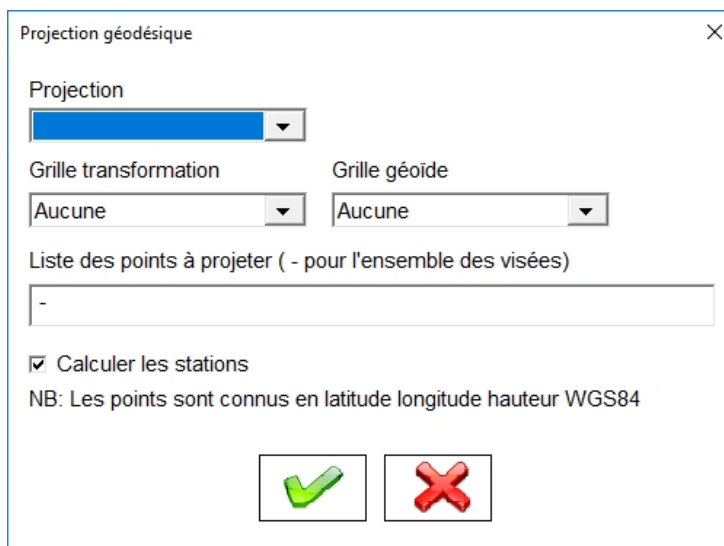 Projection géodésique
Projection
Grille transformation Grille géoïde
Aucune Aucune
Liste des points à projeter ( - pour l'ensemble des visées)
-
Calculer les stations
NB: Les points sont connus en latitude longitude hauteur WGS84